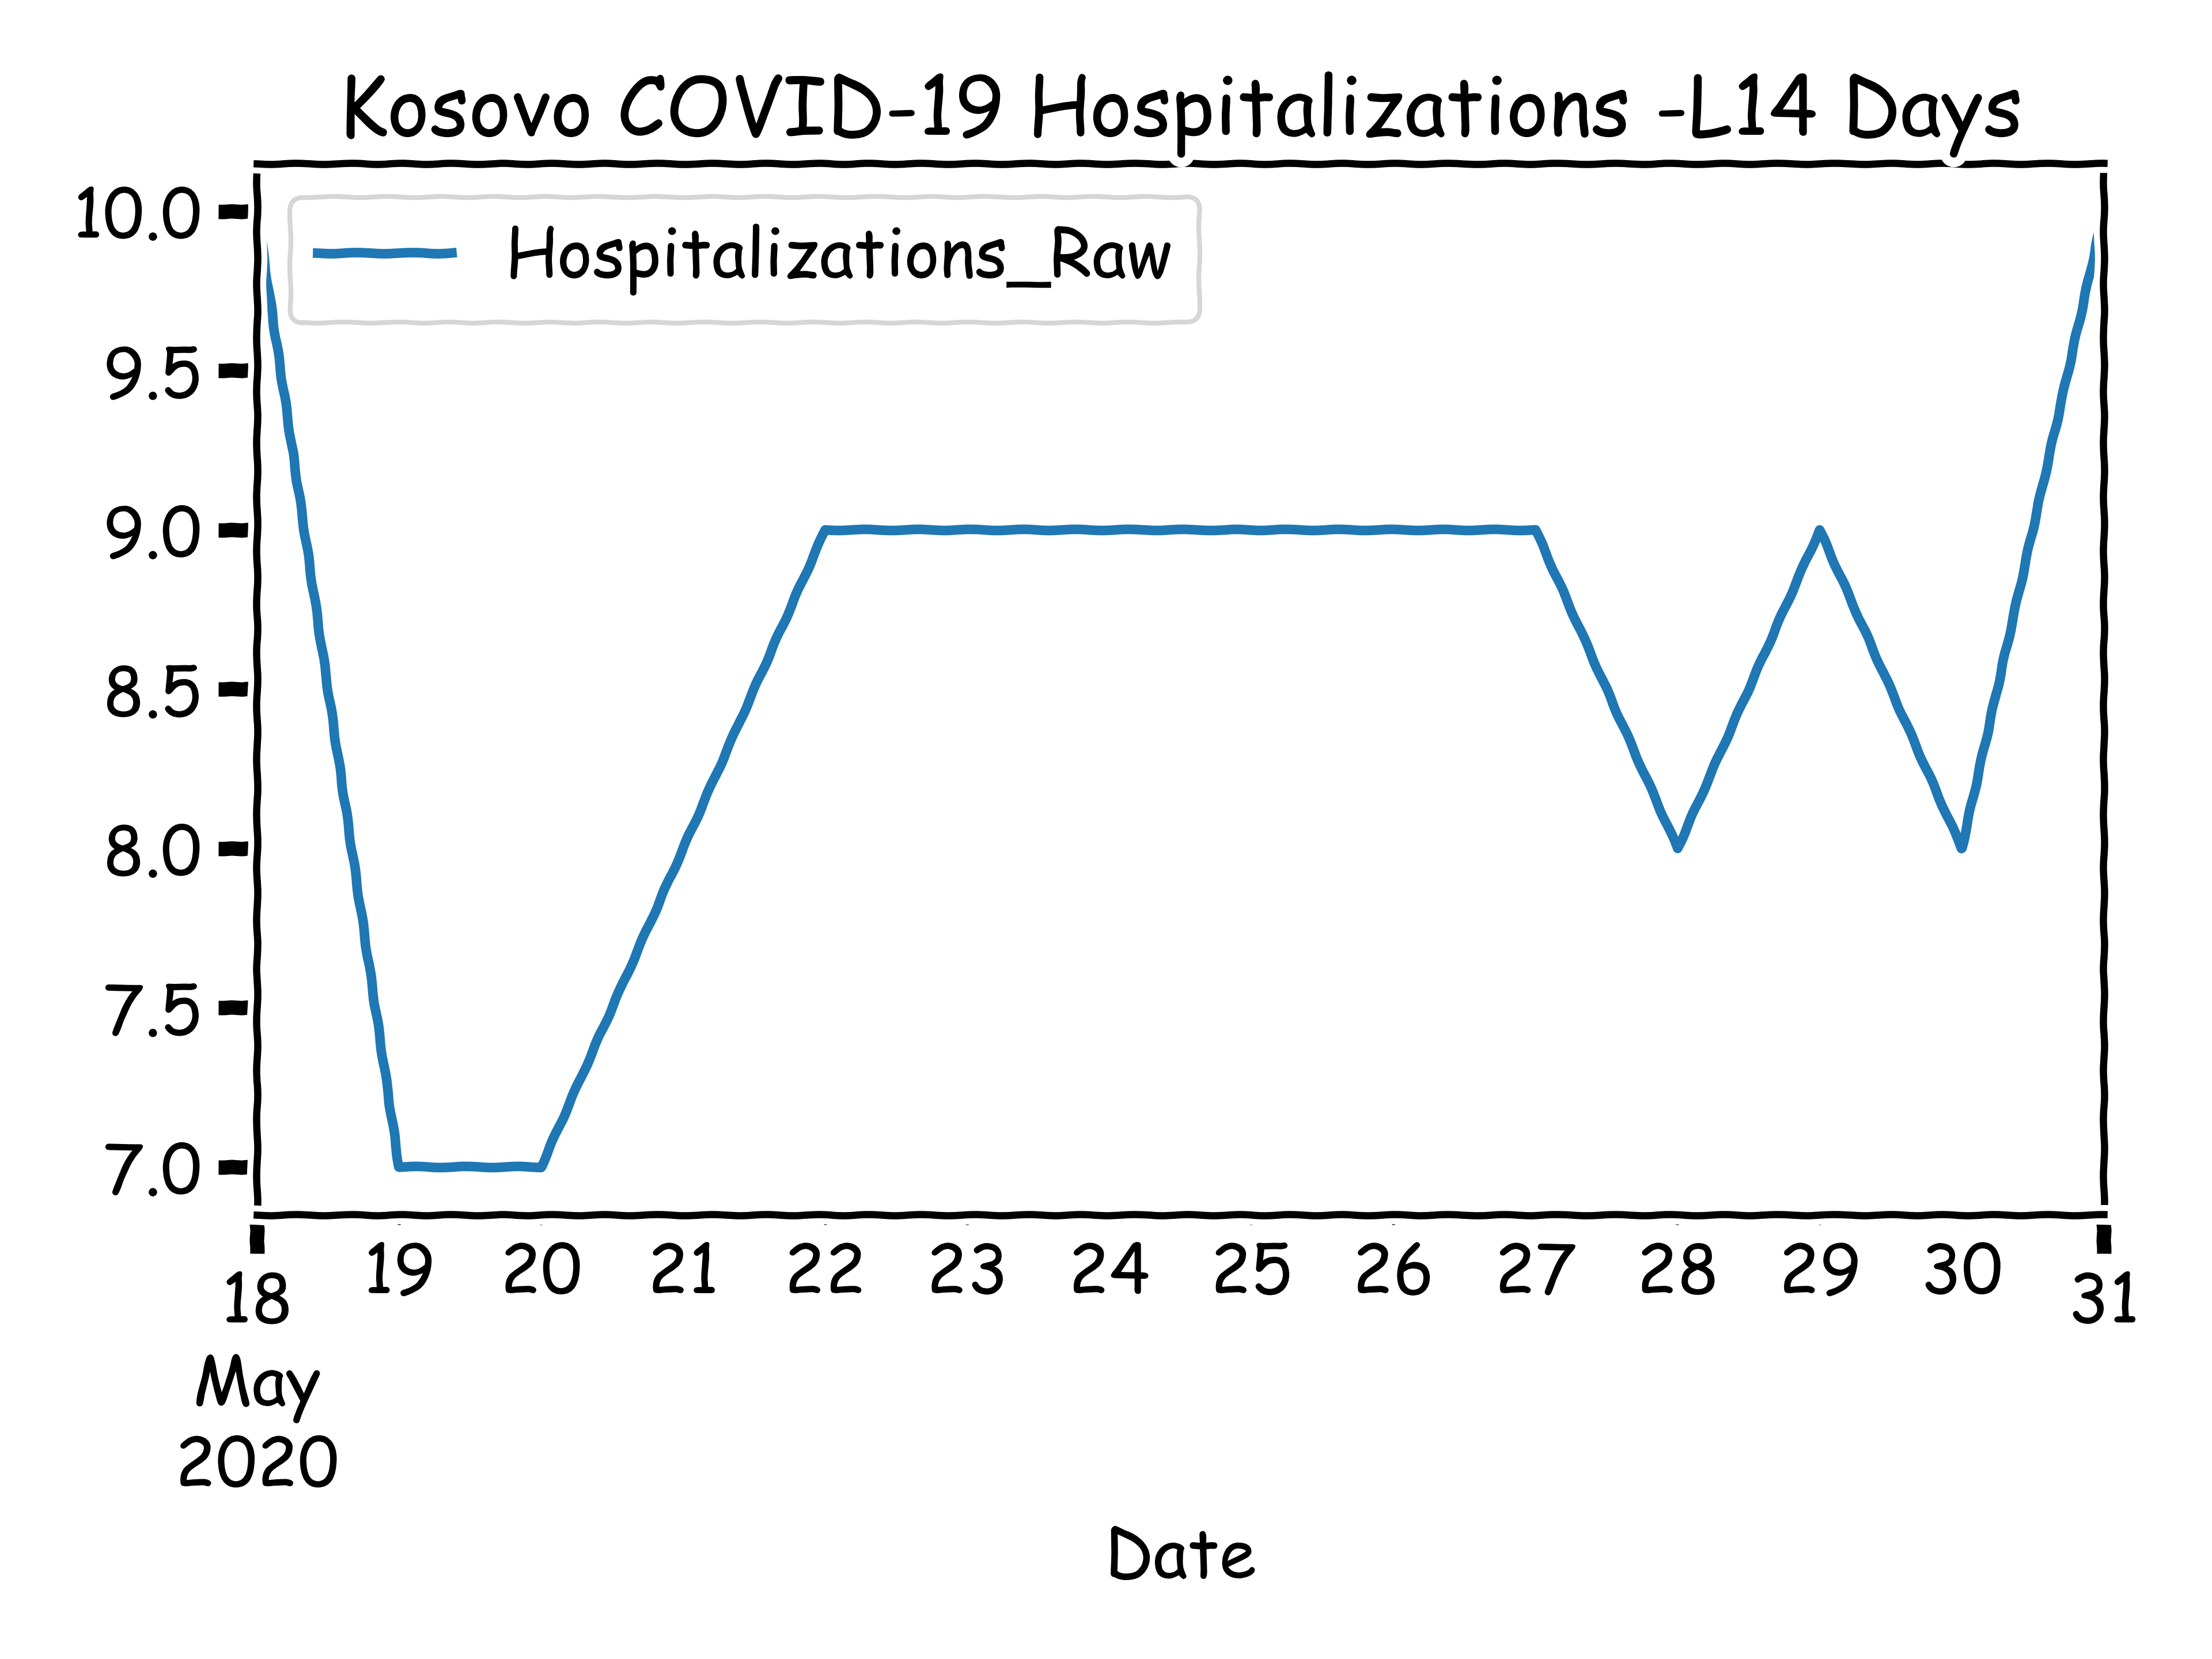 Kosovo COVID-19 Hospitalizations -L14 Days
10.0
Hospitalizations_Raw
9.5
9.0
8.5
8.0
7.5
7.0
18 19 20 21 22 23 24 25 26 27 28 29 30 31
May
2020
Date